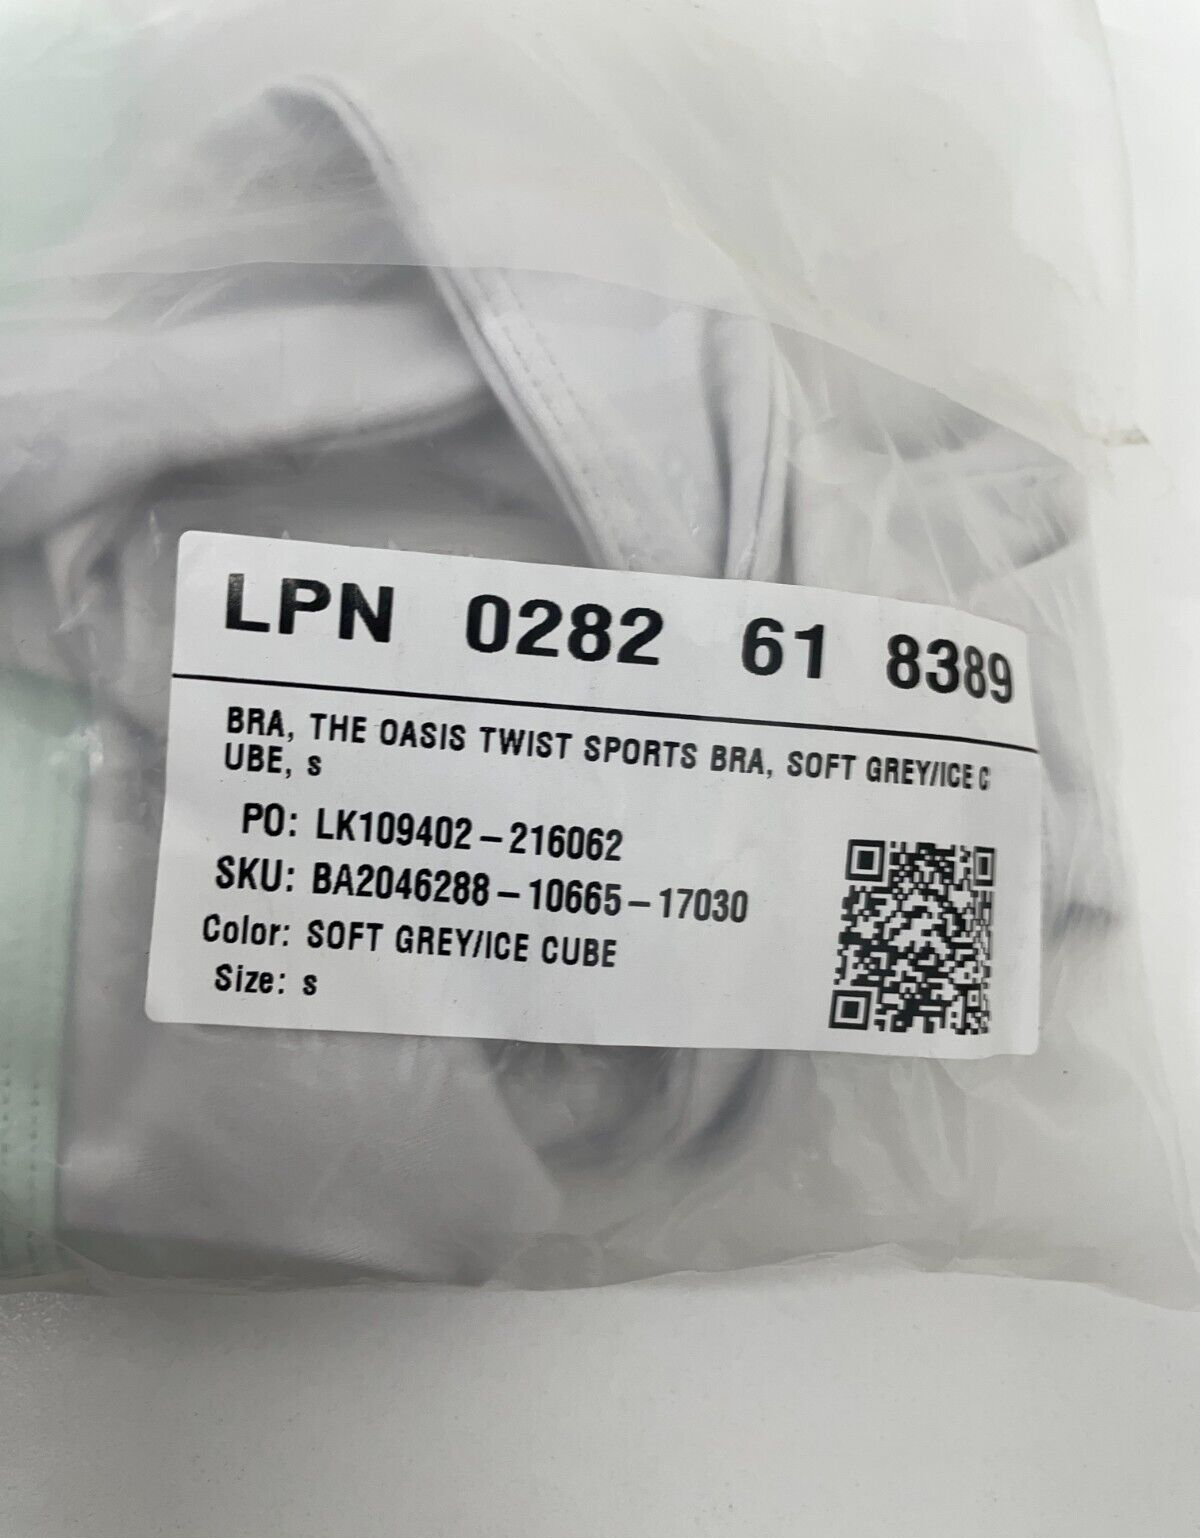 LPN 0282 61 8389
BRA, THE OASIS TWIST SPORTS BRA, SOFT GREY/ICE C
UBE, s
PO: LK109402-216062
SKU: BA2046288-10665-17030
Color: SOFT GREY/ICE CUBE
Size: s